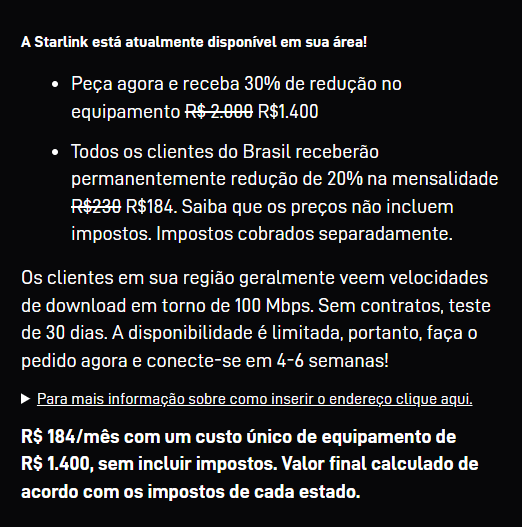 A Starlink está atualmente disponível em sua área!
• Peça agora e receba 30% de redução no
equipamento R$ 2.000 R$1.400
• Todos os clientes do Brasil receberão
permanentemente redução de 20% na mensalidade
R$230 R$184. Saiba que os preços não incluem
impostos. Impostos cobrados separadamente.
Os clientes em sua região geralmente veem velocidades
de download em torno de 100 Mbps. Sem contratos, teste
de 30 dias. A disponibilidade é limitada, portanto, faça o
pedido agora e conecte-se em 4-6 semanas!
▶ Para mais informação sobre como inserir o endereço clique aqui.
R$ 184/mês com um custo único de equipamento de
R$ 1.400, sem incluir impostos. Valor final calculado de
acordo com os impostos de cada estado.